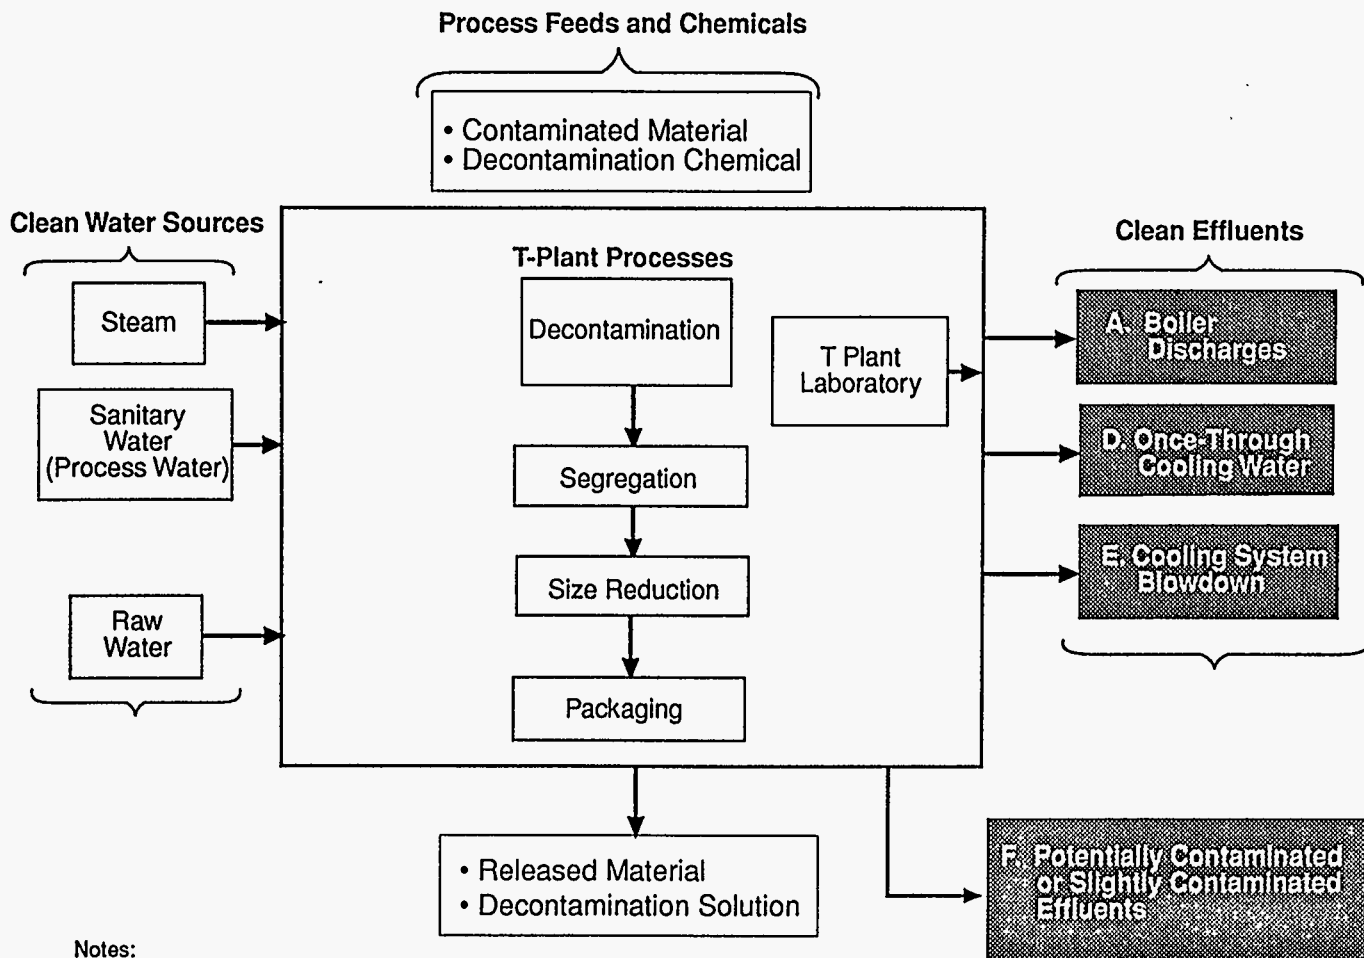 Process Feeds and Chemicals
• Contaminated Material
• Decontamination Chemical
Clean Water Sources
Steam
Sanitary
Water
(Process Water)
Raw
Water
T-Plant Processes
Decontamination
Segregation
Size Reduction
Packaging
T Plant
Laboratory
Clean Effluents
A. Boiler
Discharges
D. Once-Through
Cooling Water
E. Cooling System
Blowdown
• Released Material
• Decontamination Solution
F. Potentially Contaminated
or Slightly Contaminated
Effluents
Notes: